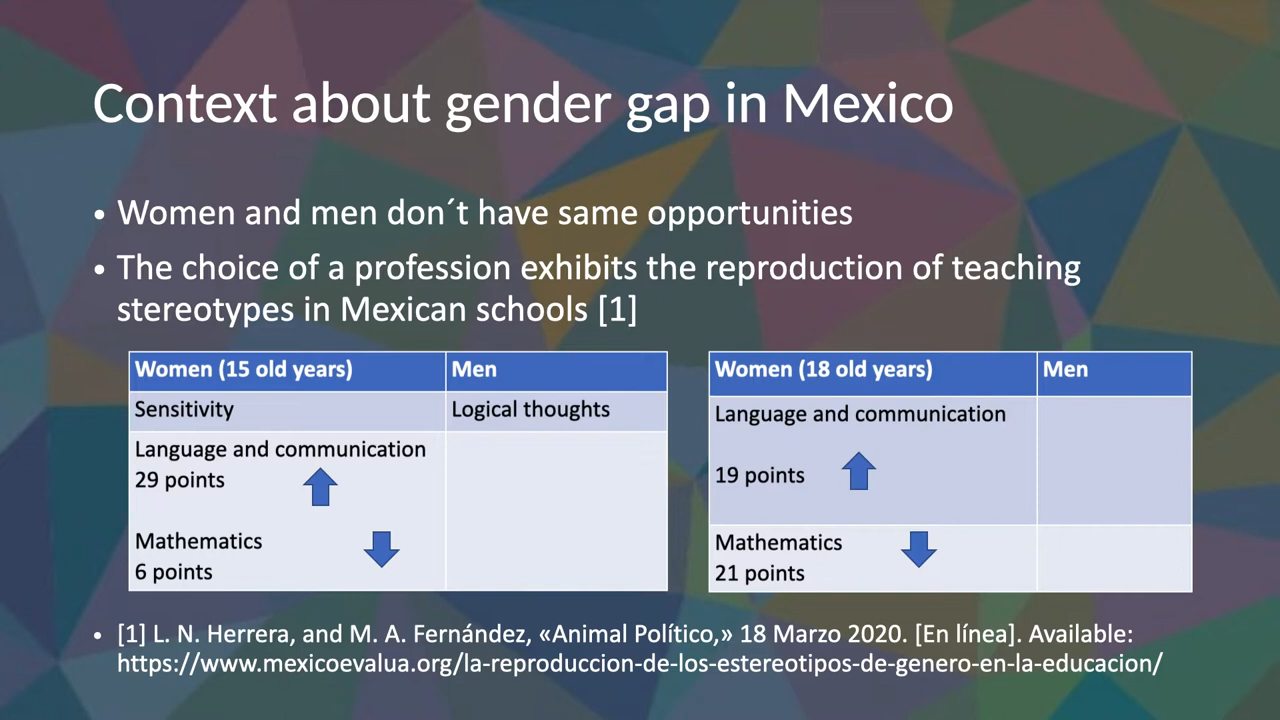 Context about gender gap in Mexico
• Women and men don´t have same opportunities
• The choice of a profession exhibits the reproduction of teaching
stereotypes in Mexican schools [1]
Women (15 old years) Men
Sensitivity Logical thoughts
Language and communication
29 points
Mathematics
6 points
Women (18 old years) Men
Language and communication
19 points
Mathematics
21 points
• [1] L. N. Herrera, and M. A. Fernández, «Animal Político,» 18 Marzo 2020. [En línea]. Available:
https://www.mexicoevalua.org/la-reproduccion-de-los-estereotipos-de-genero-en-la-educacion/